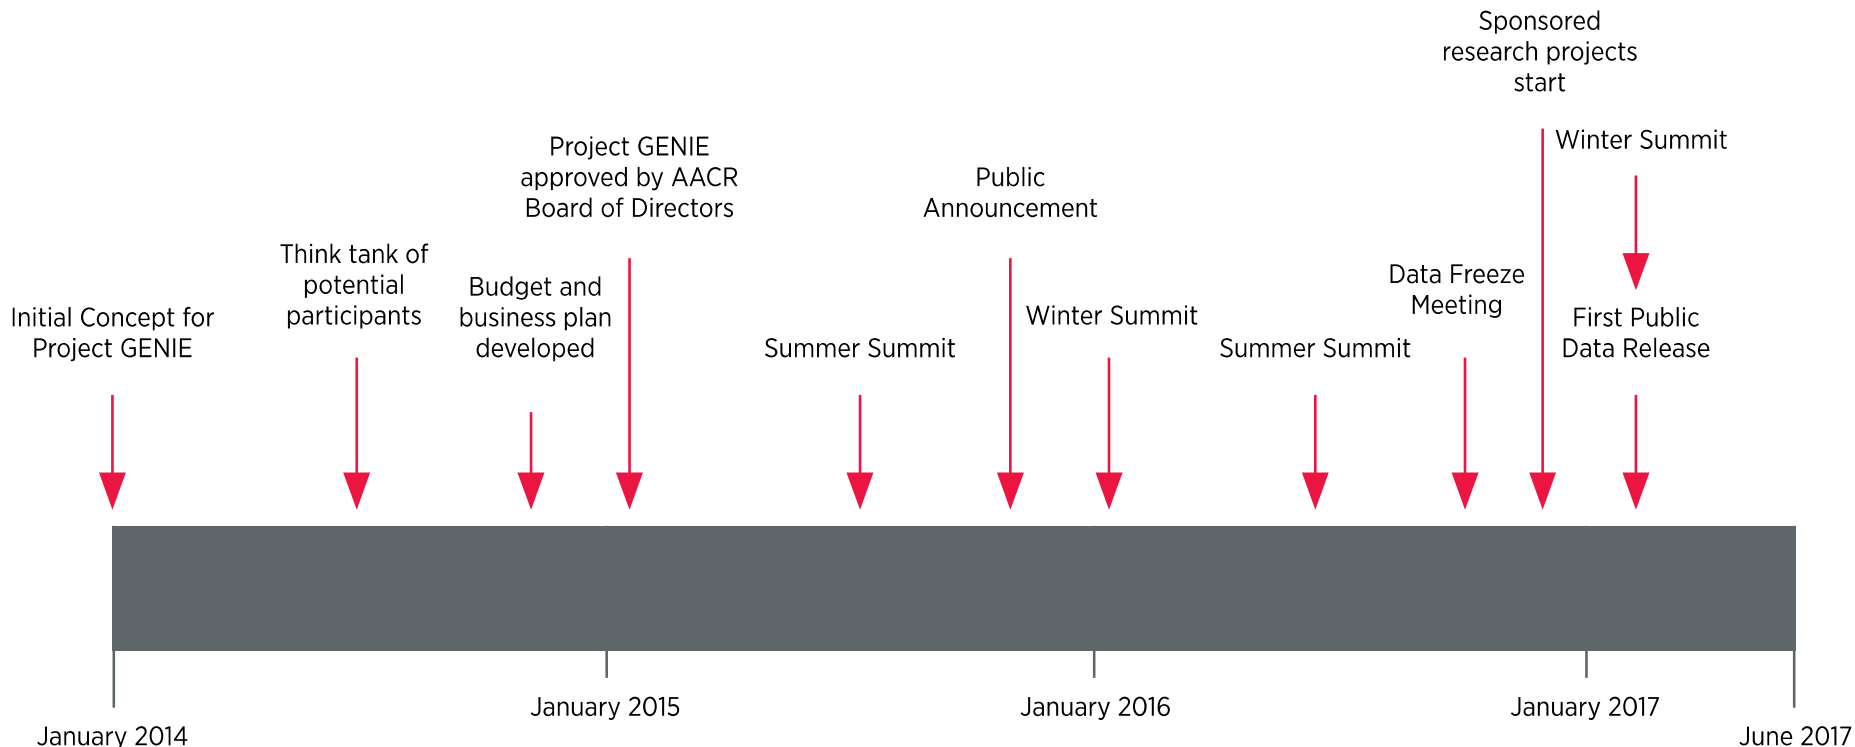 Initial Concept for
Project GENIE
Think tank of
potential
participants
Budget and
business plan
developed
Project GENIE
approved by AACR
Board of Directors
Summer Summit
Public
Announcement
Winter Summit
Summer Summit
Data Freeze
Meeting
Sponsored
research projects
start
Winter Summit
First Public
Data Release
January 2014
January 2015
January 2016
January 2017
June 2017